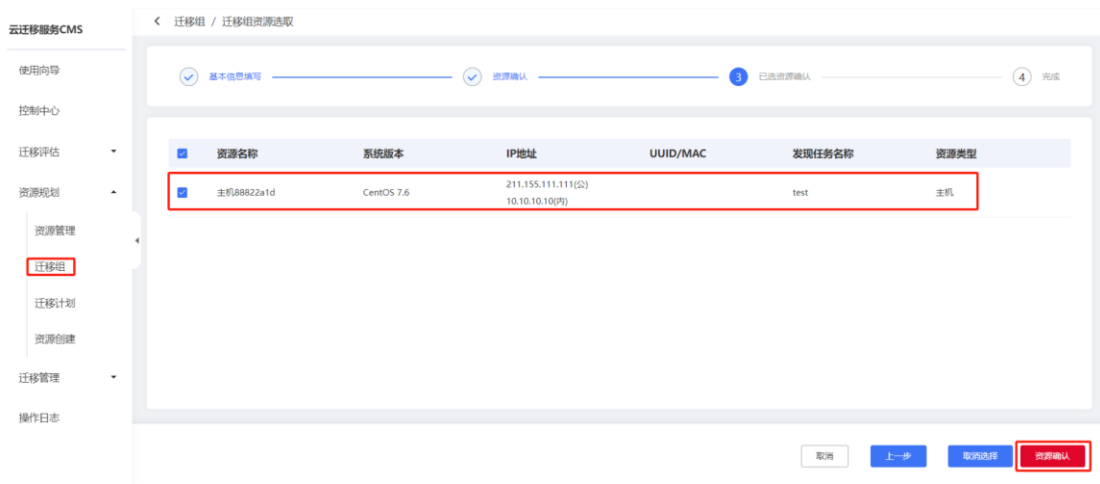 云迁移服务CMS
迁移组 / 迁移组资源选取
使用向导
控制中心
迁移评估
资源规划
资源管理
迁移组
迁移计划
资源创建
迁移管理
操作日志
基本信息填写
资源确认
3 已选资源确认
4 完成
资源名称 系统版本 IP地址 UUID/MAC 发现任务名称 资源类型
主机88822a1d CentOS 7.6 211.155.111.111(公) test 主机
10.10.10.10(内)
取消 上一步 取消选择 资源确认